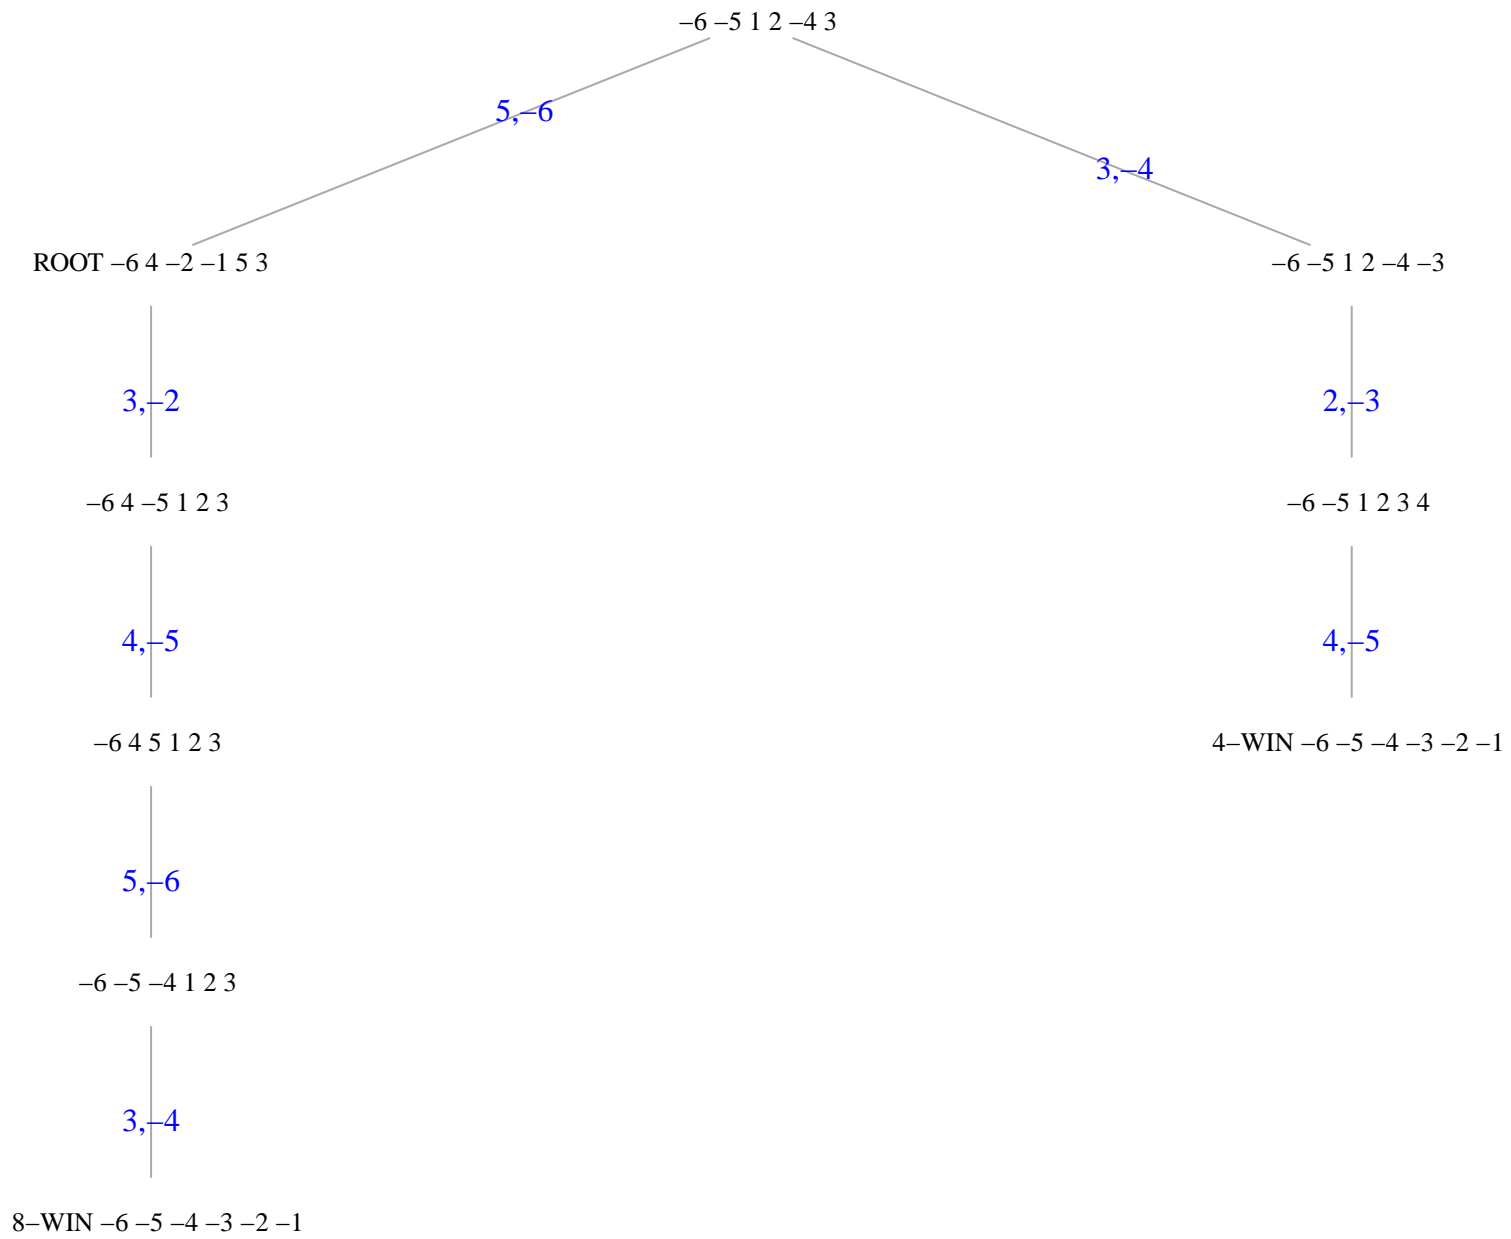 –6 –5 1 2 –4 3
5,–6
3,–4
ROOT –6 4 –2 –1 5 3
–6 –5 1 2 –4 –3
3,–2
2,–3
–6 4 –5 1 2 3
–6 –5 1 2 3 4
4,–5
4,–5
–6 4 5 1 2 3
4–WIN –6 –5 –4 –3 –2 –1
5,–6
–6 –5 –4 1 2 3
3,–4
8–WIN –6 –5 –4 –3 –2 –1